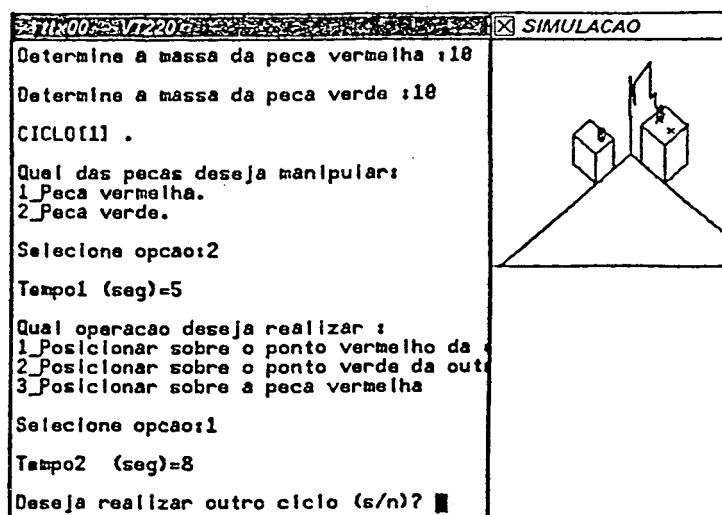 VT220
SIMULACAO
Determine a massa da peca vermelha :10
Determine a massa da peca verde :10
CICLO[1] .
Qual das pecas deseja manipular:
1_Peca vermelha.
2_Peca verde.
Selecione opcao:2
Tempo1 (seg)=5
Qual operacao deseja realizar :
1_Posicionar sobre o ponto vermelho da
2_Posicionar sobre o ponto verde da out
3_Posicionar sobre a peca vermelha
Selecione opcao:1
Tempo2 (seg)=8
Deseja realizar outro ciclo (s/n)?